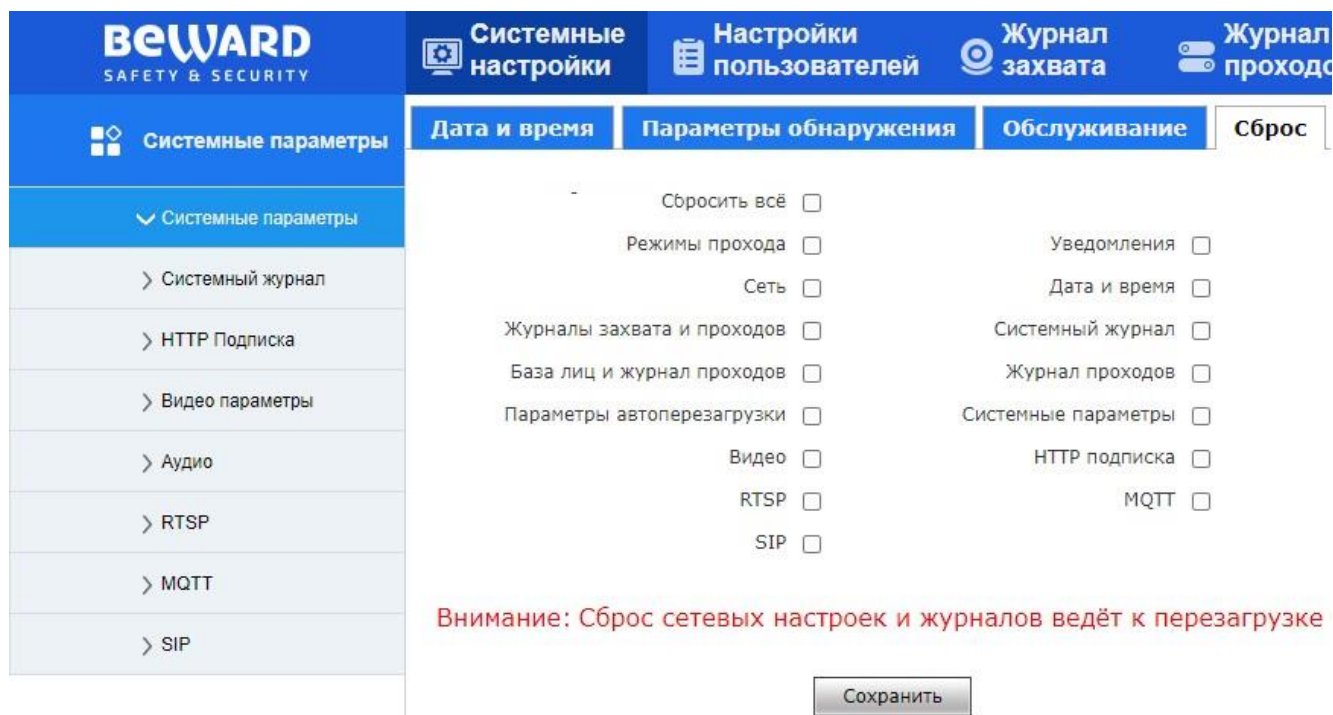 BEWARD
SAFETY & SECURITY
Системные
настройки
Настройки
пользователей
Журнал
захвата
Журнал
Системные параметры
Дата и время
Параметры обнаружения
Обслуживание
Сброс
Системные параметры
Системный журнал
HTTP Подписка
Видео параметры
Аудио
RTSP
MQTT
SIP
Сбросить всё
Режимы прохода
Уведомления
Сеть
Дата и время
Журналы захвата и проходов
Системный журнал
База лиц и журнал проходов
Журнал проходов
Параметры автоперезагрузки
Системные параметры
Видео
HTTP подписка
RTSP
MQTT
SIP
Внимание: Сброс сетевых настроек и журналов ведёт к перезагрузке
Сохранить